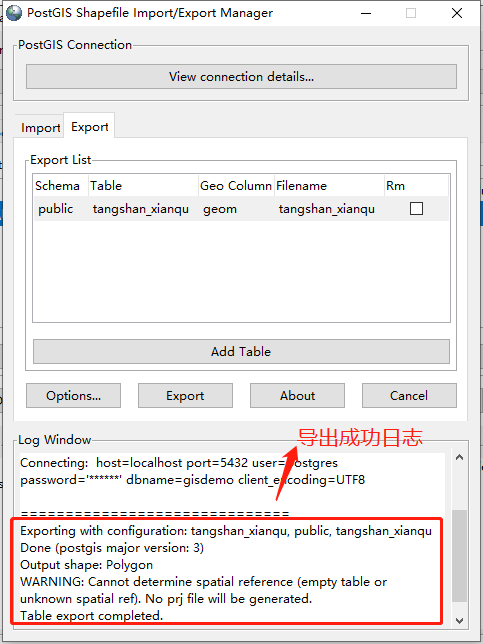 PostGIS Shapefile Import/Export Manager
PostGIS Connection
View connection details...
Import Export
Export List
Schema Table Geo Column Filename Rm
public tangshan_xianqu geom tangshan_xianqu
Add Table
Options... Export About Cancel
导出成功日志
Log Window
Connecting: host=localhost port=5432 user=postgres
password='******' dbname=gisdemo client_encoding=UTF8
==============================
Exporting with configuration: tangshan_xianqu, public, tangshan_xianqu
Done (postgis major version: 3)
Output shape: Polygon
WARNING: Cannot determine spatial reference (empty table or
unknown spatial ref). No prj file will be generated.
Table export completed.